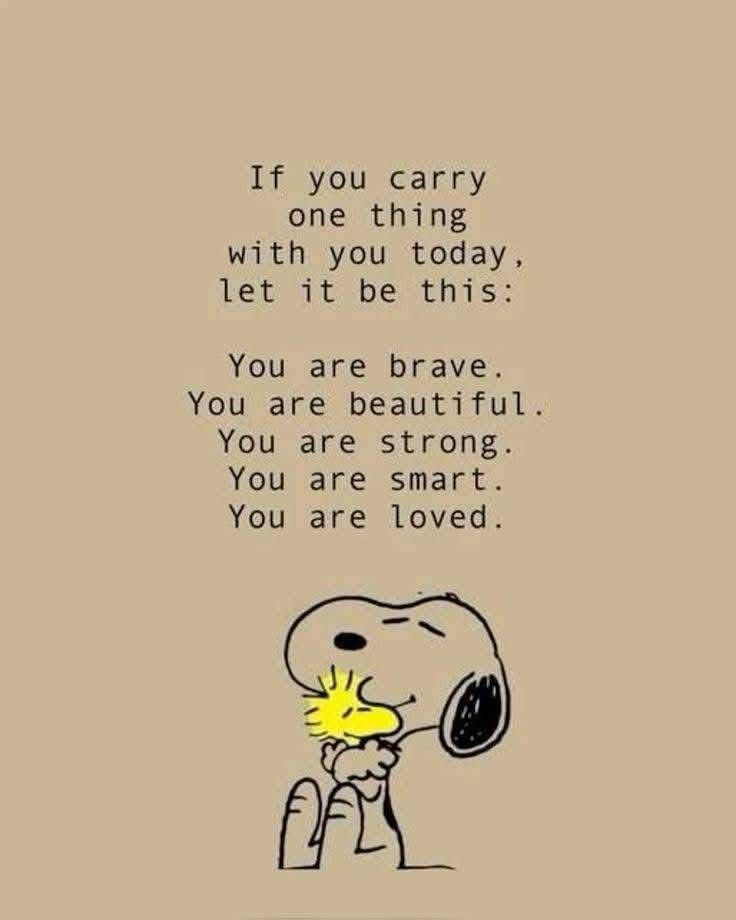 If you carry
one thing
with you today,
let it be this:
You are brave.
You are beautiful.
You are strong.
You are smart.
You are loved.